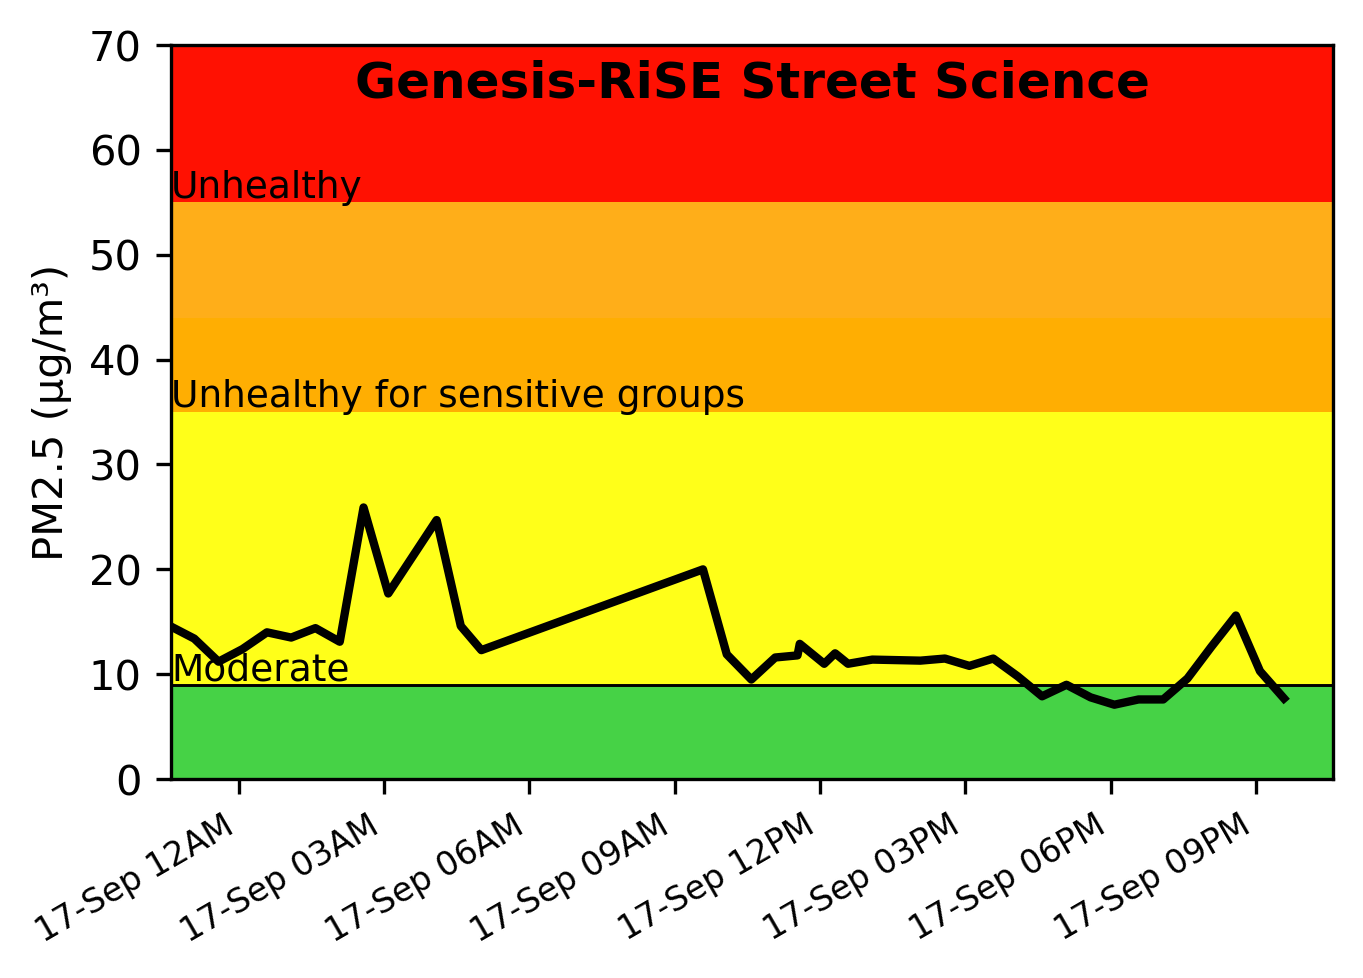 Genesis-RiSE Street Science
70
60
Unhealthy
50
40
Unhealthy for sensitive groups
30
20
10
Moderate
0
PM2.5 (µg/m³)
17-Sep 12AM
17-Sep 03AM
17-Sep 06AM
17-Sep 09AM
17-Sep 12PM
17-Sep 03PM
17-Sep 06PM
17-Sep 09PM